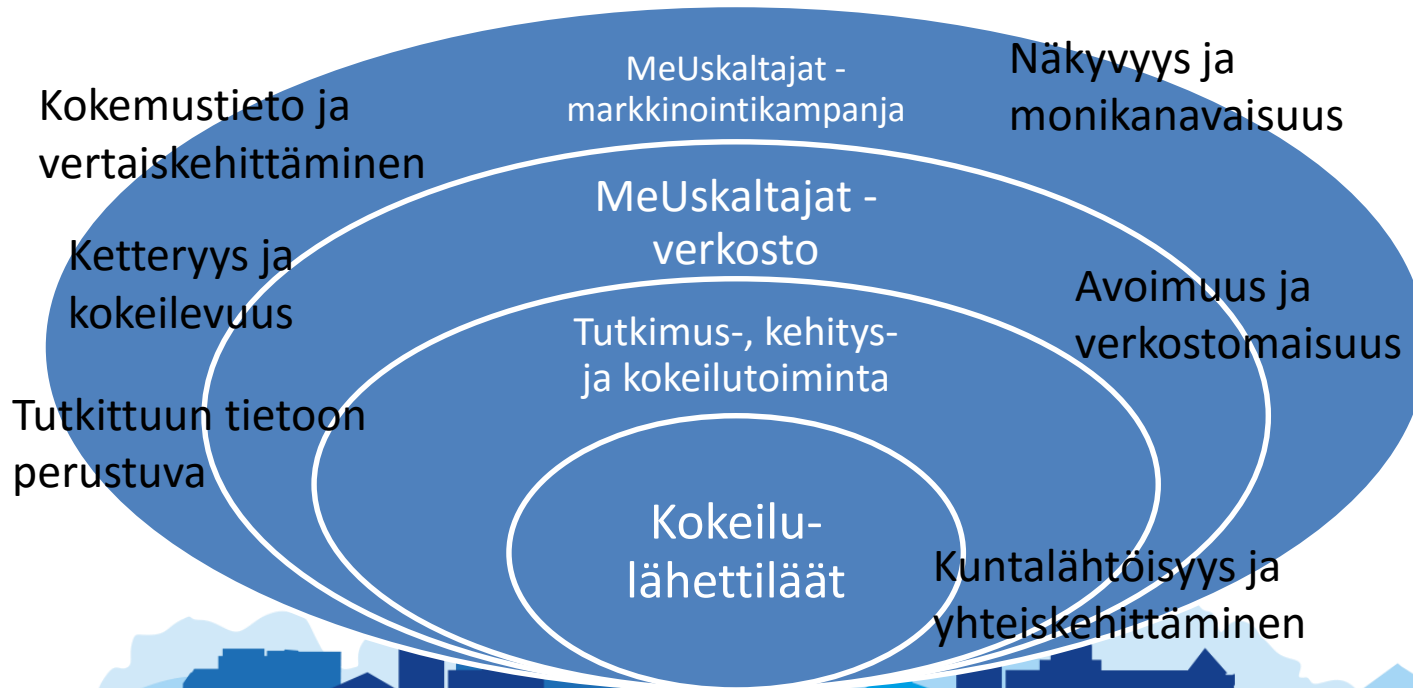 MeUskaltajat -
markkinointikampanja
Näkyvyys ja
monikanavaisuus
Kokemustieto ja
vertaiskehittäminen
MeUskaltajat -
verkosto
Ketteryys ja
kokeilevuus
Avoimuus ja
verkostomaisuus
Tutkimus-, kehitys-
ja kokeilutoiminta
Tutkittuun tietoon
perustuva
Kokeilu-
lähettiläät
Kuntalähtöisyys ja
yhteiskehittäminen